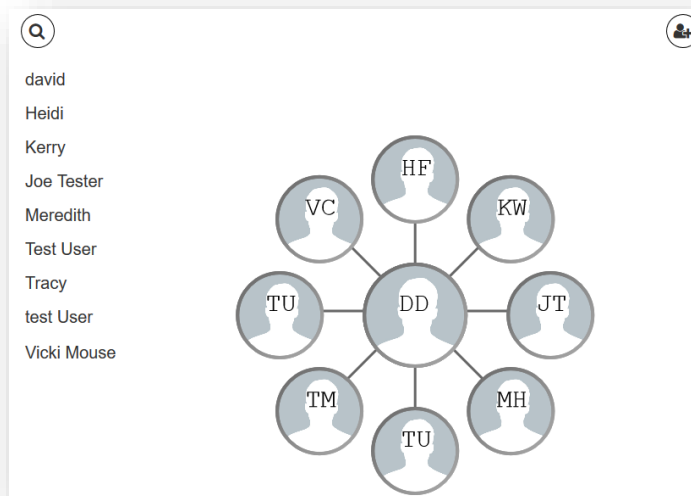 david
Heidi
Kerry
Joe Tester
Meredith
Test User
Tracy
test User
Vicki Mouse
HF
VC
KW
TU
DD
JT
TM
MH
TU